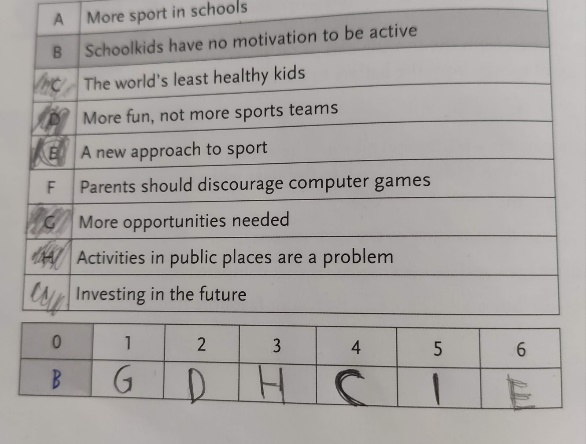 A More sport in schools
B Schoolkids have no motivation to be active
C The world's least healthy kids
D More fun, not more sports teams
E A new approach to sport
F Parents should discourage computer games
G More opportunities needed
H Activities in public places are a problem
Investing in the future
0 1 2 3 4 5 6
B G D H C I E